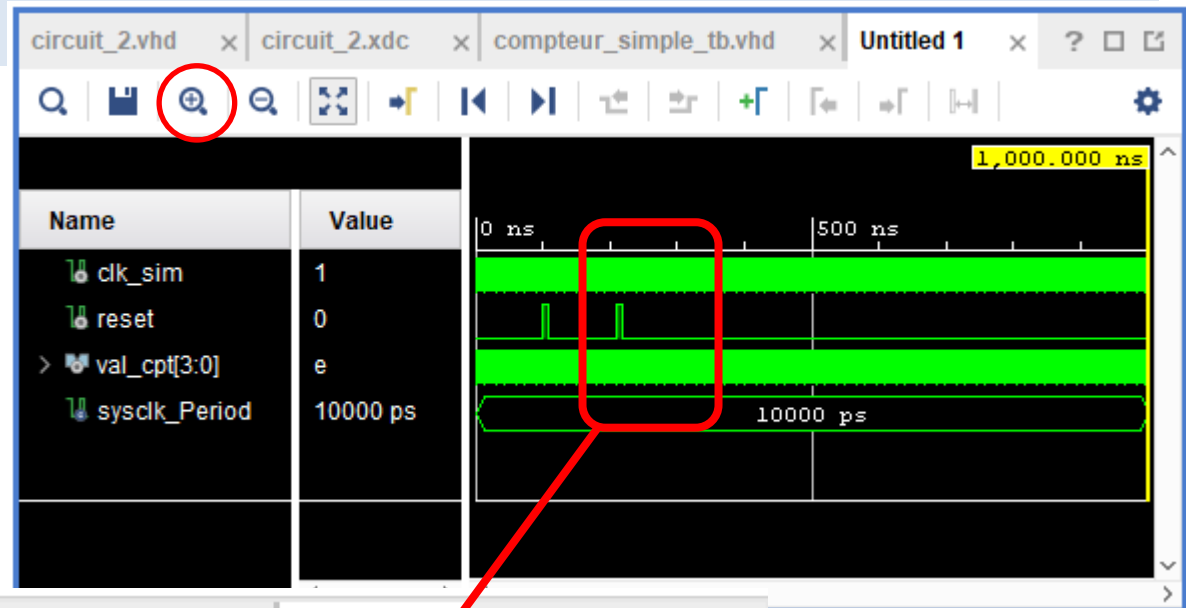 circuit_2.vhd circuit_2.xdc compteur_simple_tb.vhd Untitled 1
1,000.000 ns
Name Value
0 ns 500 ns
clk_sim 1
reset 0
val_cpt[3:0] e
sysclk_Period 10000 ps 10000 ps